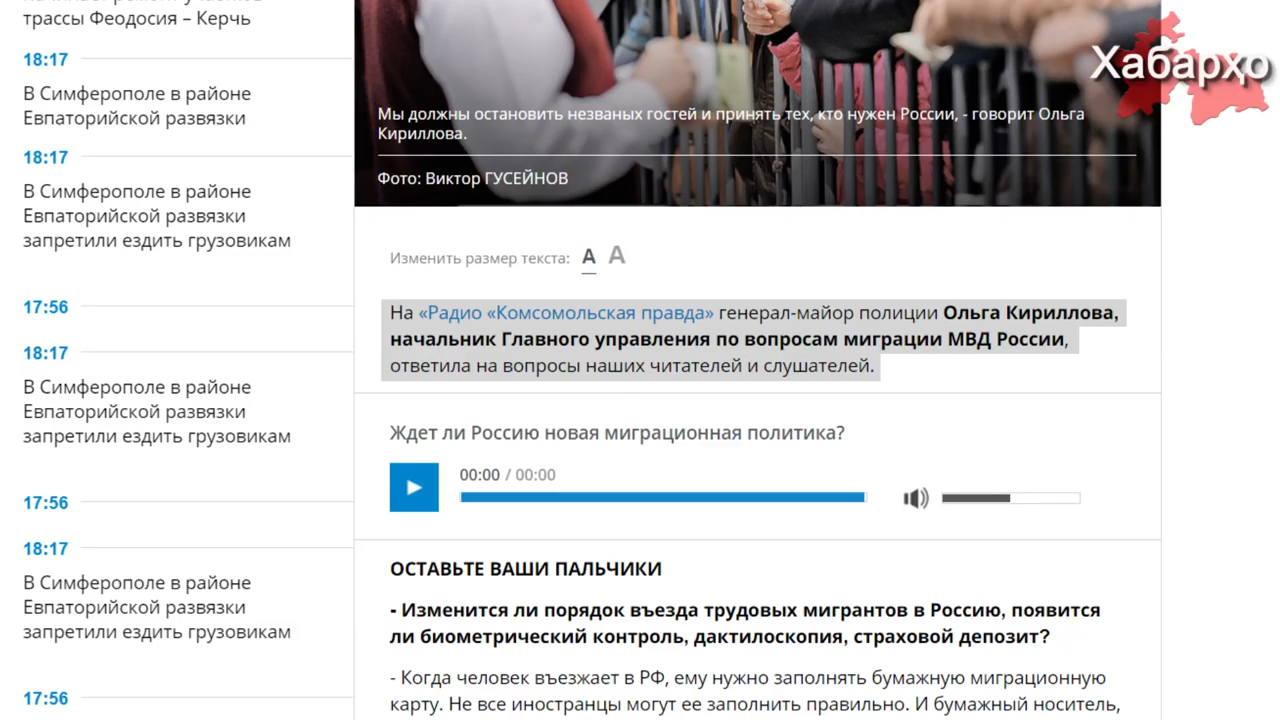 трассы Феодосия – Керчь
18:17
В Симферополе в районе
Евпаторийской развязки
18:17
В Симферополе в районе
Евпаторийской развязки
запретили ездить грузовикам
17:56
18:17
В Симферополе в районе
Евпаторийской развязки
запретили ездить грузовикам
17:56
18:17
В Симферополе в районе
Евпаторийской развязки
запретили ездить грузовикам
17:56
Хабарҳо
Мы должны остановить незваных гостей и принять тех, кто нужен России, - говорит Ольга
Кириллова.
Фото: Виктор ГУСЕЙНОВ
Изменить размер текста: А А
На «Радио «Комсомольская правда» генерал-майор полиции Ольга Кириллова,
начальник Главного управления по вопросам миграции МВД России,
ответила на вопросы наших читателей и слушателей.
Ждет ли Россию новая миграционная политика?
00:00 / 00:00
ОСТАВЬТЕ ВАШИ ПАЛЬЧИКИ
- Изменится ли порядок въезда трудовых мигрантов в Россию, появится
ли биометрический контроль, дактилоскопия, страховой депозит?
- Когда человек въезжает в РФ, ему нужно заполнять бумажную миграционную
карту. Не все иностранцы могут ее заполнить правильно. И бумажный носитель,